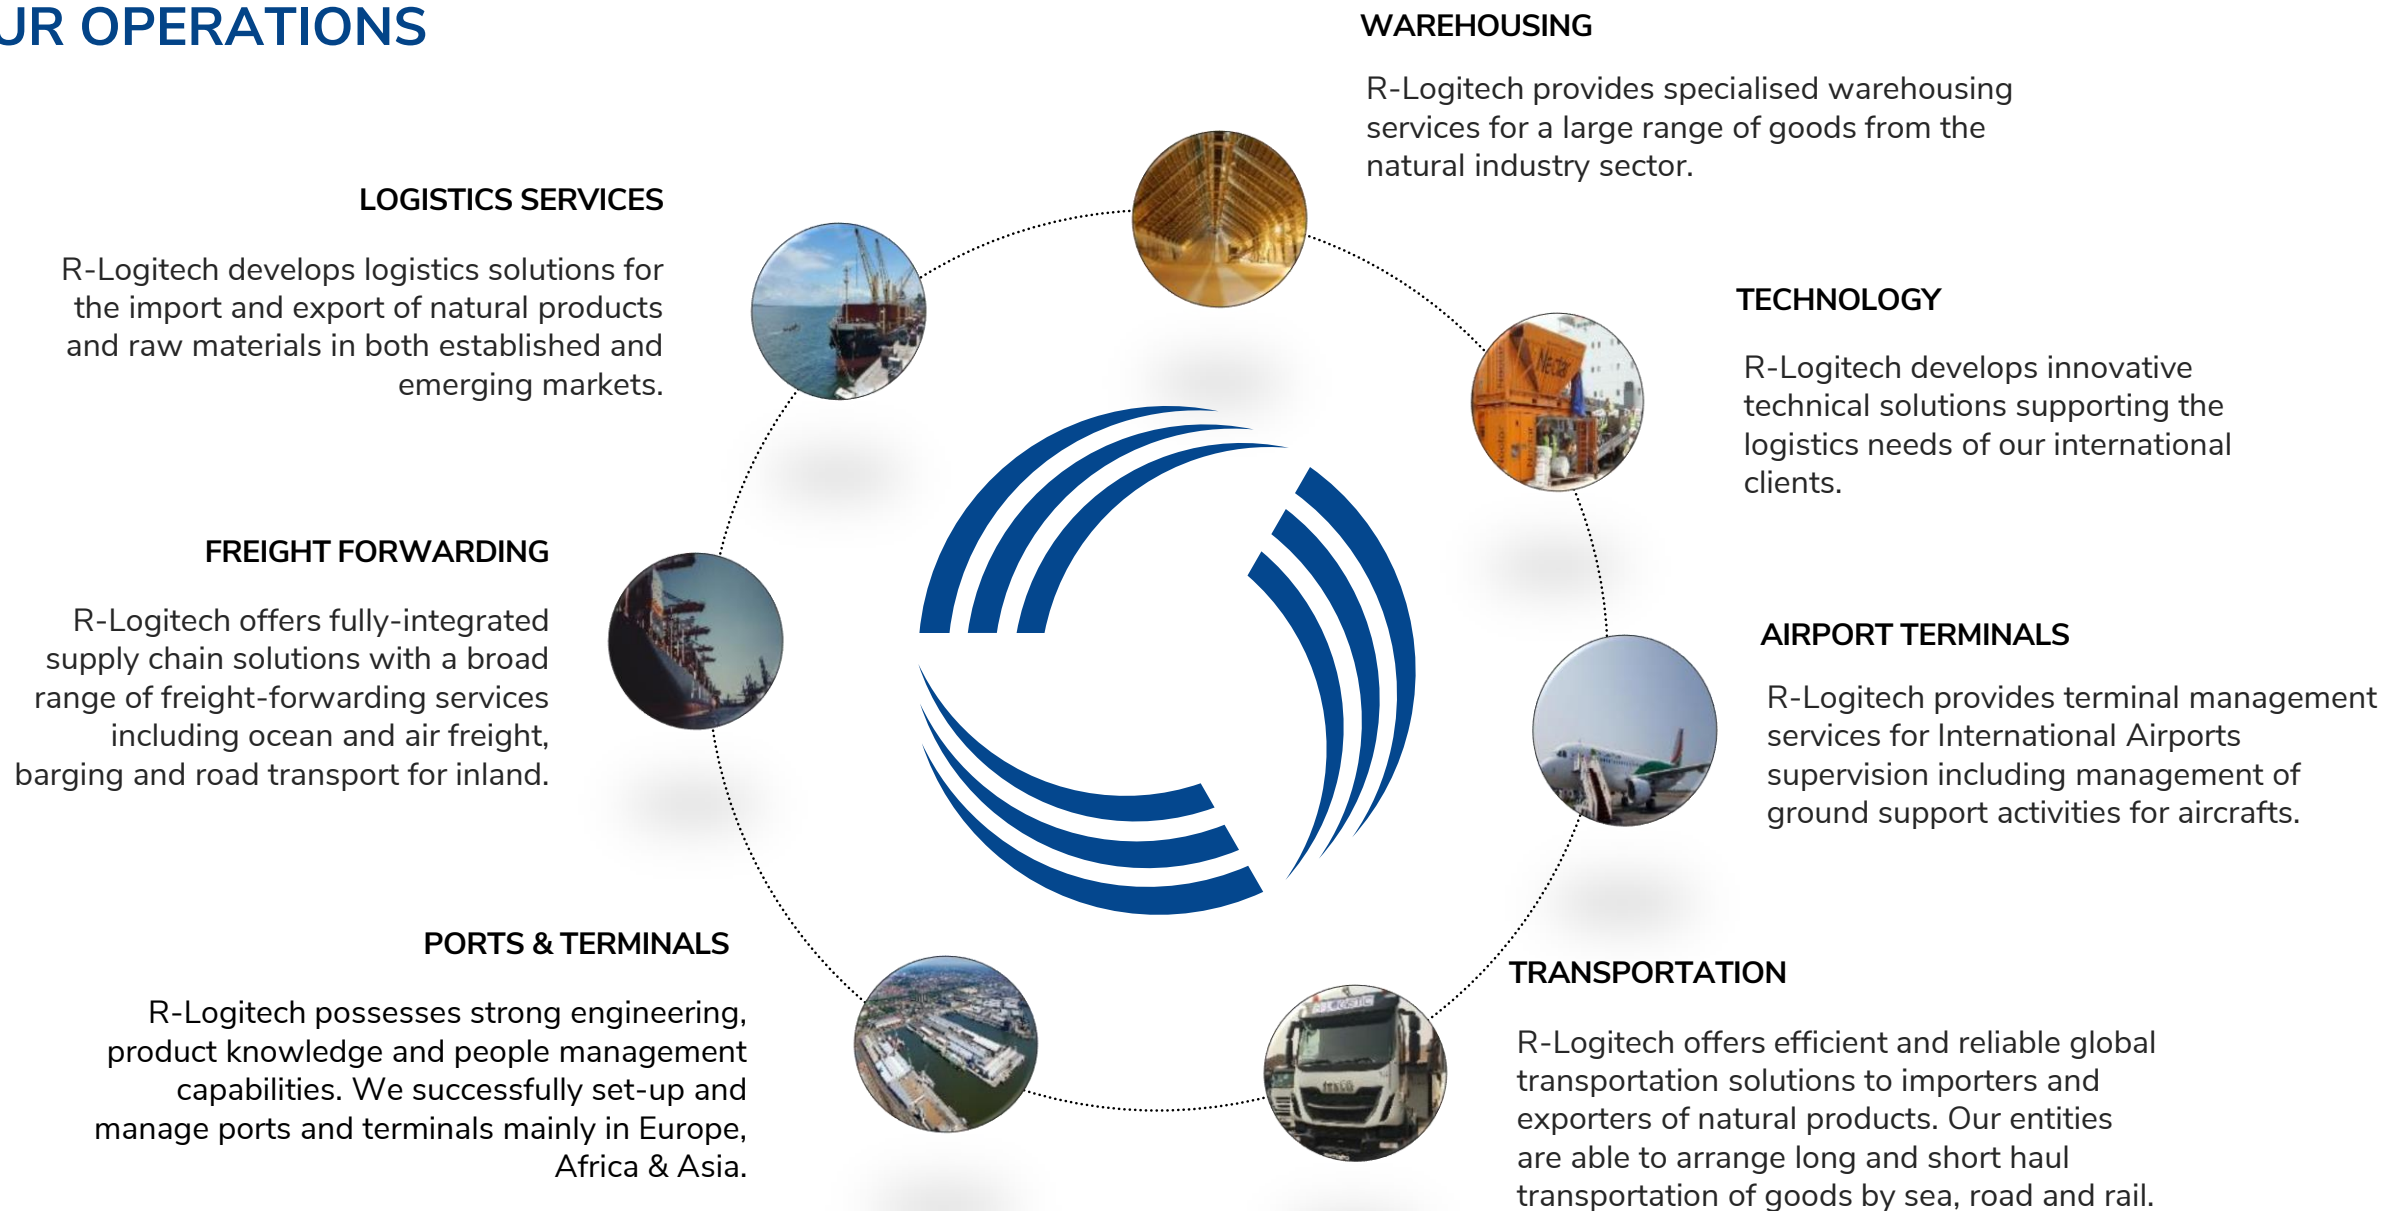 UR OPERATIONS
WAREHOUSING
R-Logitech provides specialised warehousing
services for a large range of goods from the
natural industry sector.
LOGISTICS SERVICES
R-Logitech develops logistics solutions for
the import and export of natural products
and raw materials in both established and
emerging markets.
TECHNOLOGY
R-Logitech develops innovative
technical solutions supporting the
logistics needs of our international
clients.
Nectar
FREIGHT FORWARDING
R-Logitech offers fully-integrated
supply chain solutions with a broad
range of freight-forwarding services
including ocean and air freight,
barging and road transport for inland.
AIRPORT TERMINALS
R-Logitech provides terminal management
services for International Airports
supervision including management of
ground support activities for aircrafts.
PORTS & TERMINALS
R-Logitech possesses strong engineering,
product knowledge and people management
capabilities. We successfully set-up and
manage ports and terminals mainly in Europe,
Africa & Asia.
TRANSPORTATION
R-Logitech offers efficient and reliable global
transportation solutions to importers and
exporters of natural products. Our entities
are able to arrange long and short haul
transportation of goods by sea, road and rail.